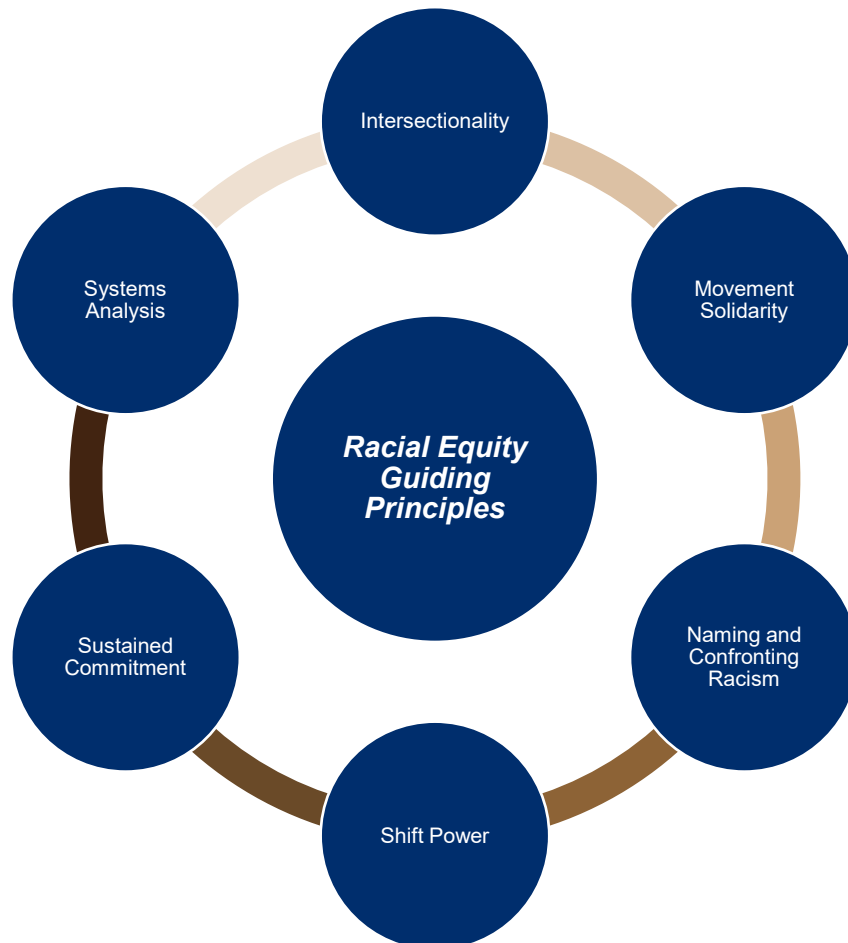 Intersectionality
Movement
Solidarity
Naming and
Confronting
Racism
Shift Power
Sustained
Commitment
Systems
Analysis
Racial Equity
Guiding
Principles